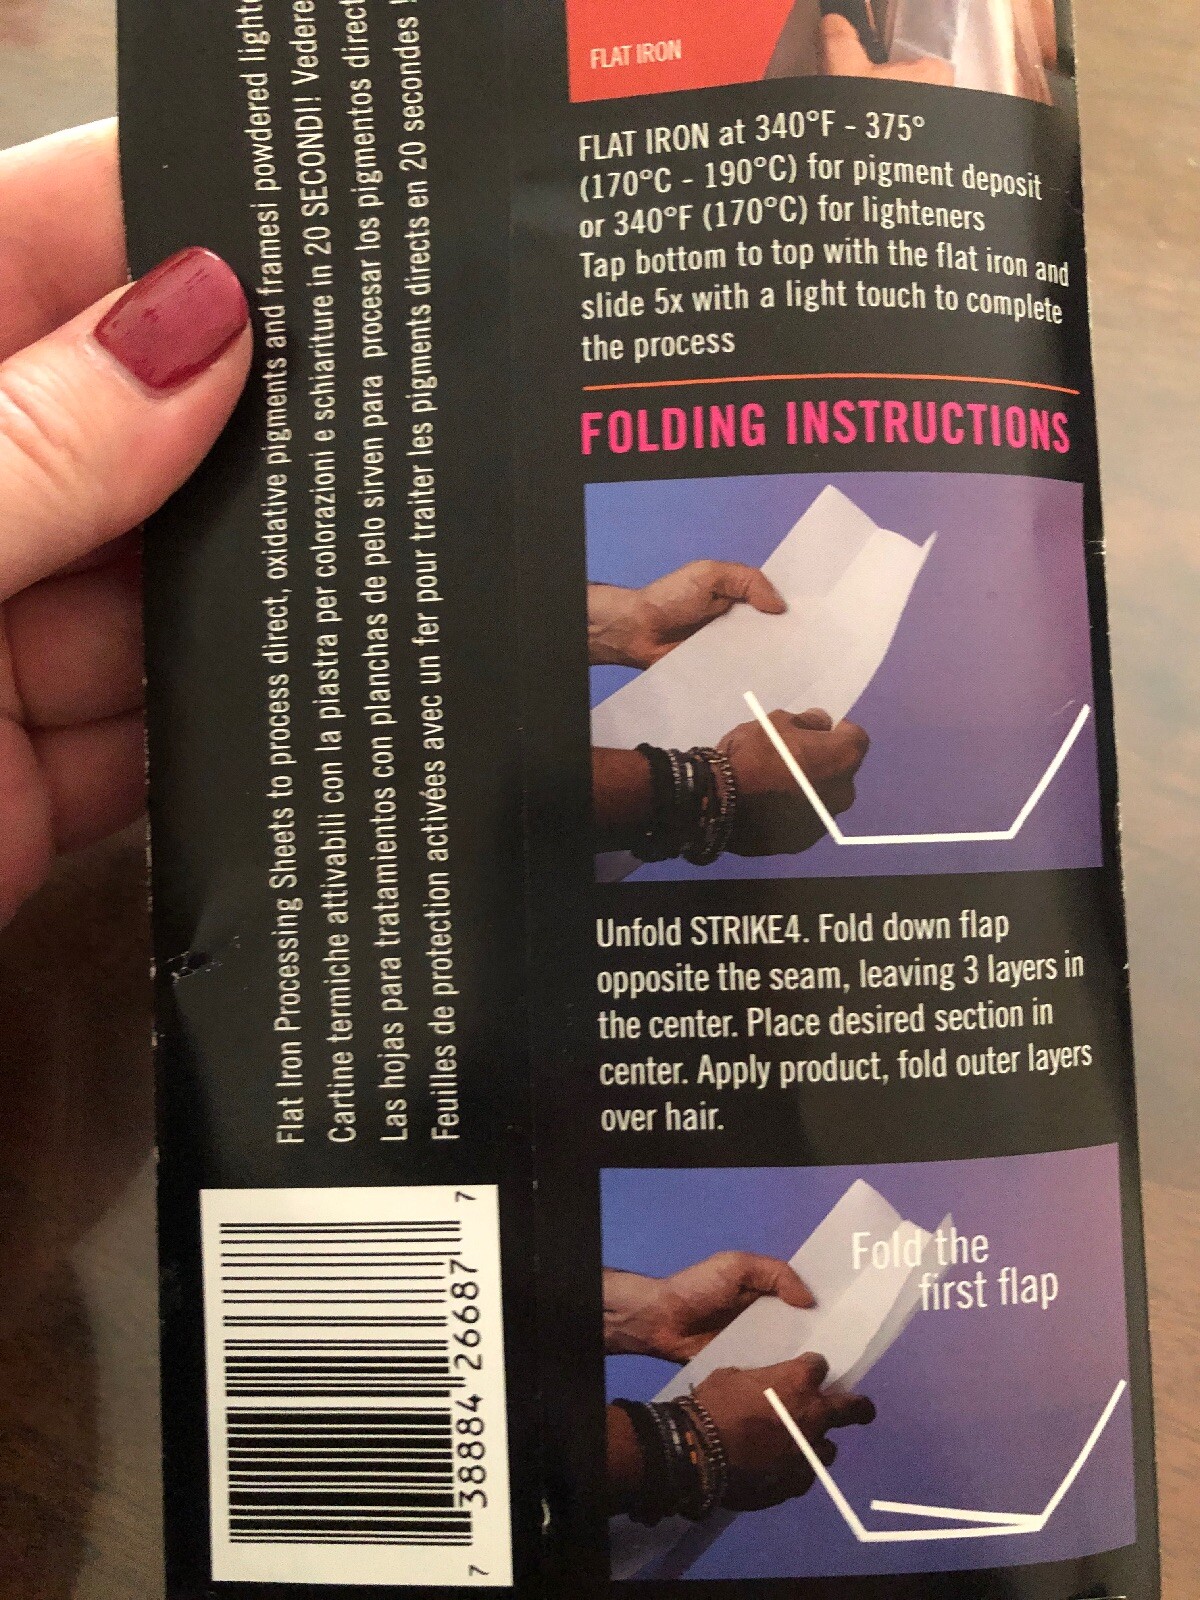 FLAT IRON
FLAT IRON at 340°F - 375°
(170°C - 190°C) for pigment deposit
or 340°F (170°C) for lighteners
Tap bottom to top with the flat iron and
slide 5x with a light touch to complete
the process
FOLDING INSTRUCTIONS
Unfold STRIKE4. Fold down flap
opposite the seam, leaving 3 layers in
the center. Place desired section in
center. Apply product, fold outer layers
over hair.
Fold the
first flap
Flat Iron Processing Sheets to process direct, oxidative pigments and framesi powdered
Cartine termiche attivabili con la piastra per colorazioni e schiariture in 20 SECONDI! Vedere
Las hojas para tratamientos con planchas de pelo sirven para procesar los pigmentos
Feuilles de protection activées avec un fer pour traiter les pigments directs en 20 secondes !
7 38884 26687 7